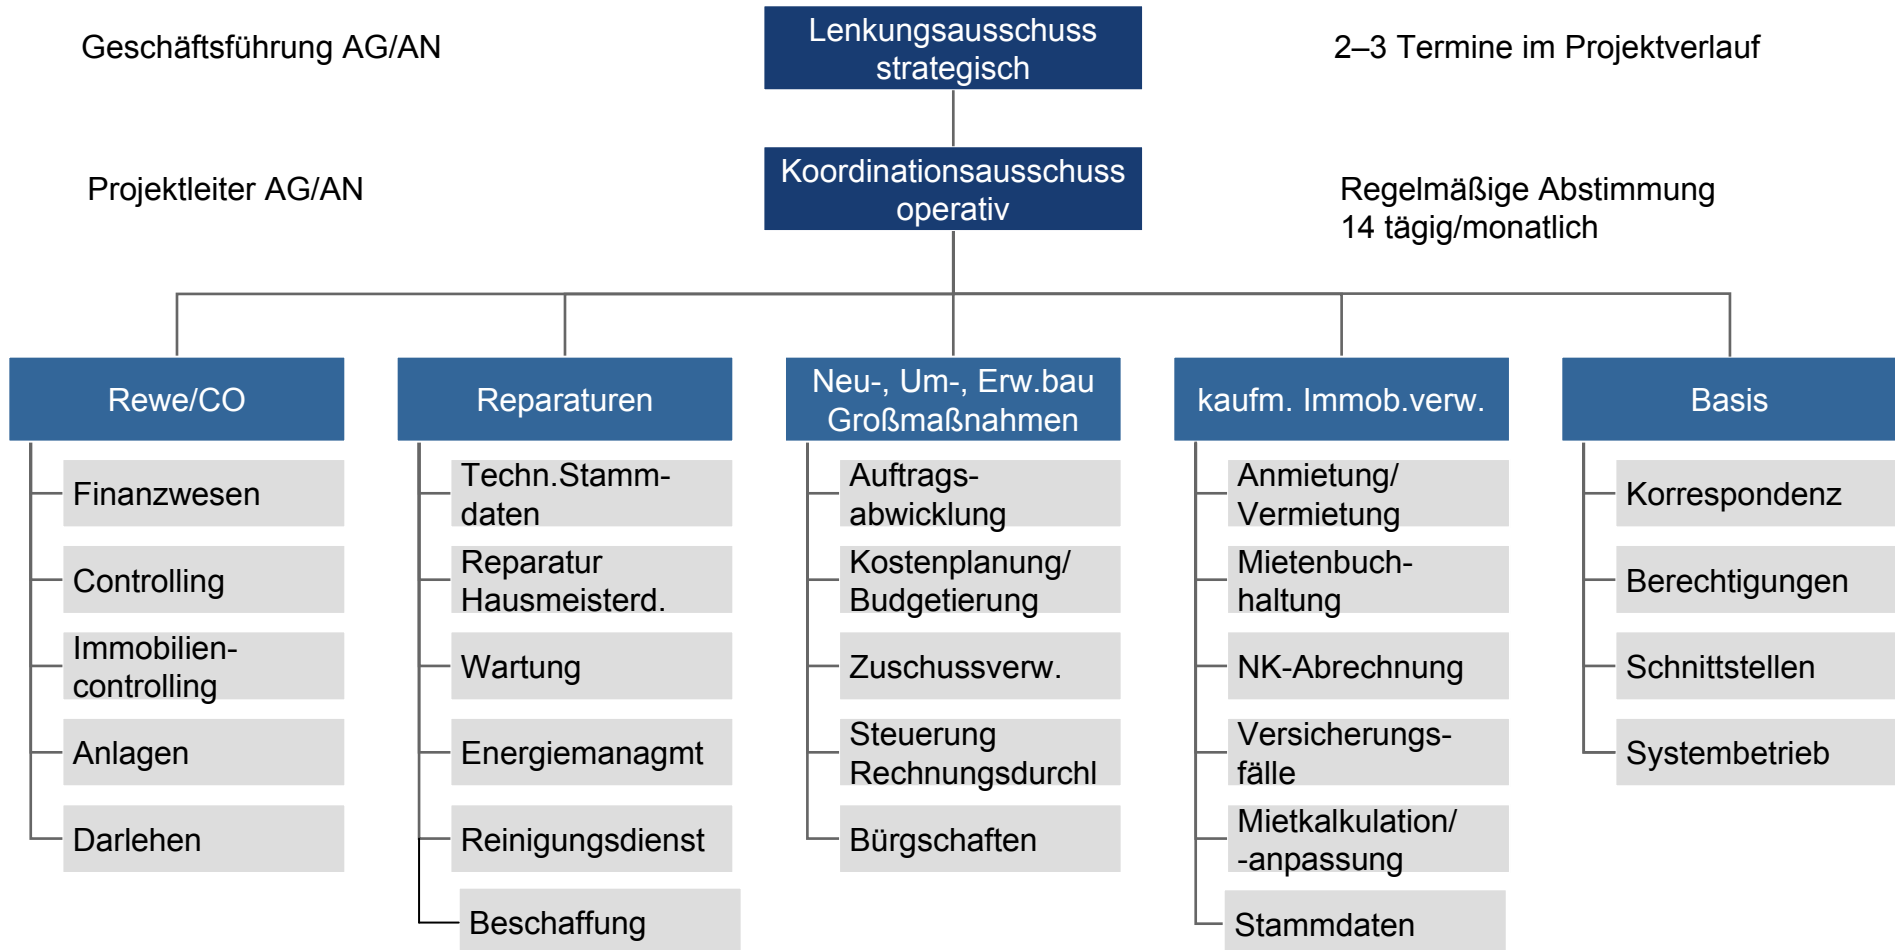 Geschäftsführung AG/AN
Lenkungsausschuss
strategisch
2–3 Termine im Projektverlauf
Projektleiter AG/AN
Koordinationsausschuss
operativ
Regelmäßige Abstimmung
14 tägig/monatlich
Rewe/CO
Finanzwesen
Controlling
Immobilien-
controlling
Anlagen
Darlehen
Reparaturen
Techn.Stamm-
daten
Reparatur
Hausmeisterd.
Wartung
Energiemanagmt
Reinigungsdienst
Beschaffung
Neu-, Um-, Erw.bau
Großmaßnahmen
Auftrags-
abwicklung
Kostenplanung/
Budgetierung
Zuschussverw.
Steuerung
Rechnungsdurchl
Bürgschaften
kaufm. Immob.verw.
Anmietung/
Vermietung
Mietenbuch-
haltung
NK-Abrechnung
Versicherungs-
fälle
Mietkalkulation/
-anpassung
Stammdaten
Basis
Korrespondenz
Berechtigungen
Schnittstellen
Systembetrieb